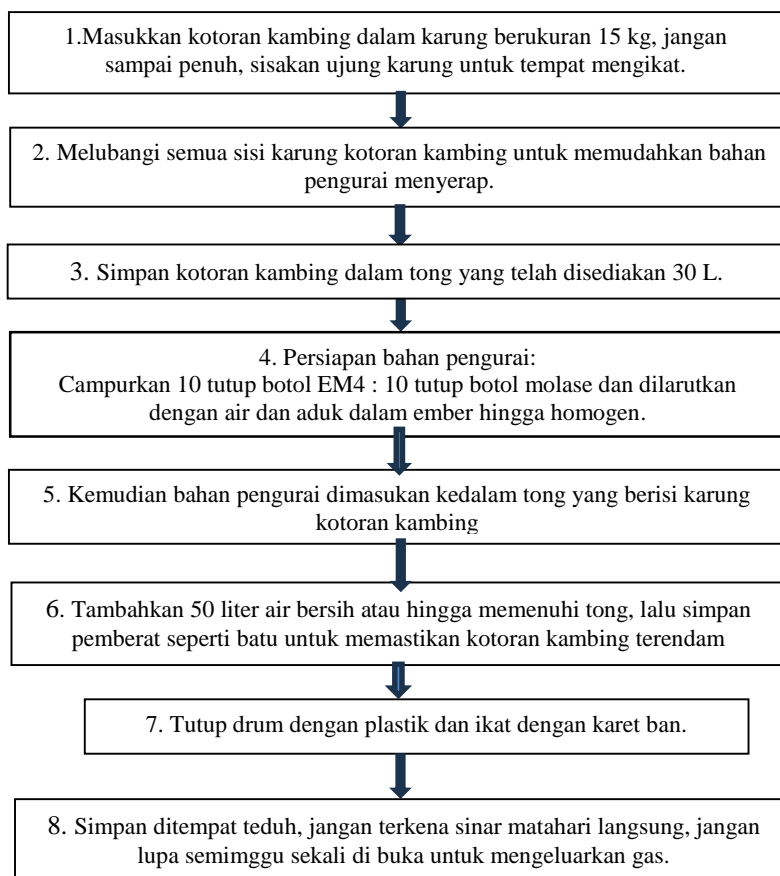 1.Masukkan kotoran kambing dalam karung berukuran 15 kg, jangan
sampai penuh, sisakan ujung karung untuk tempat mengikat.
2. Melubangi semua sisi karung kotoran kambing untuk memudahkan bahan
pengurai menyerap.
3. Simpan kotoran kambing dalam tong yang telah disediakan 30 L.
4. Persiapan bahan pengurai:
Campurkan 10 tutup botol EM4 : 10 tutup botol molase dan dilarutkan
dengan air dan aduk dalam ember hingga homogen.
5. Kemudian bahan pengurai dimasukan kedalam tong yang berisi karung
kotoran kambing
6. Tambahkan 50 liter air bersih atau hingga memenuhi tong, lalu simpan
pemberat seperti batu untuk memastikan kotoran kambing terendam
7. Tutup drum dengan plastik dan ikat dengan karet ban.
8. Simpan ditempat teduh, jangan terkena sinar matahari langsung, jangan
lupa semimggu sekali di buka untuk mengeluarkan gas.